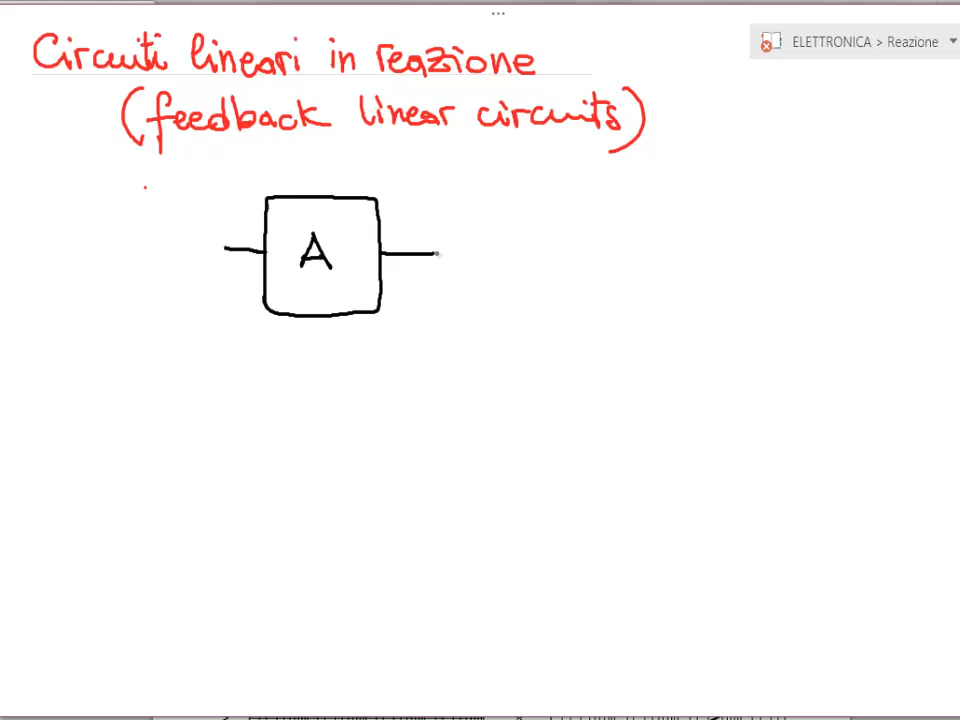 Circuiti lineari in reazione
(feedback linear circuits)
ELETTRONICA > Reazione
A